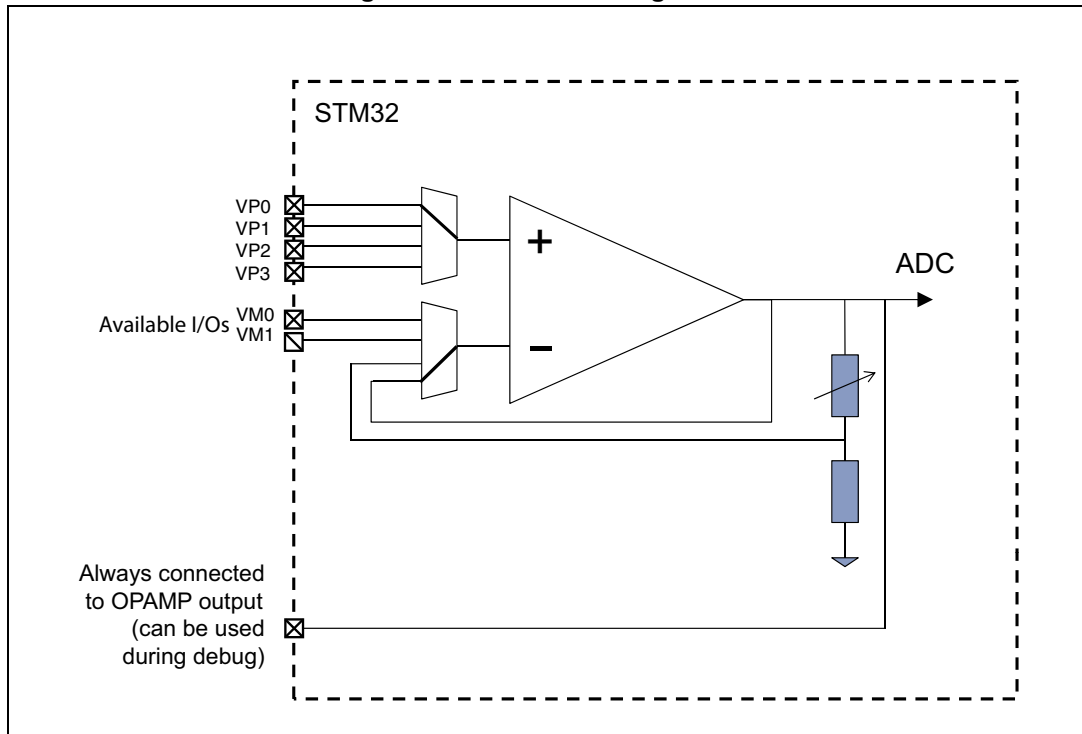 STM32
VP0
VP1
VP2
VP3
+
ADC
Available I/Os
VM0
VM1
−
Always connected
to OPAMP output
(can be used
during debug)